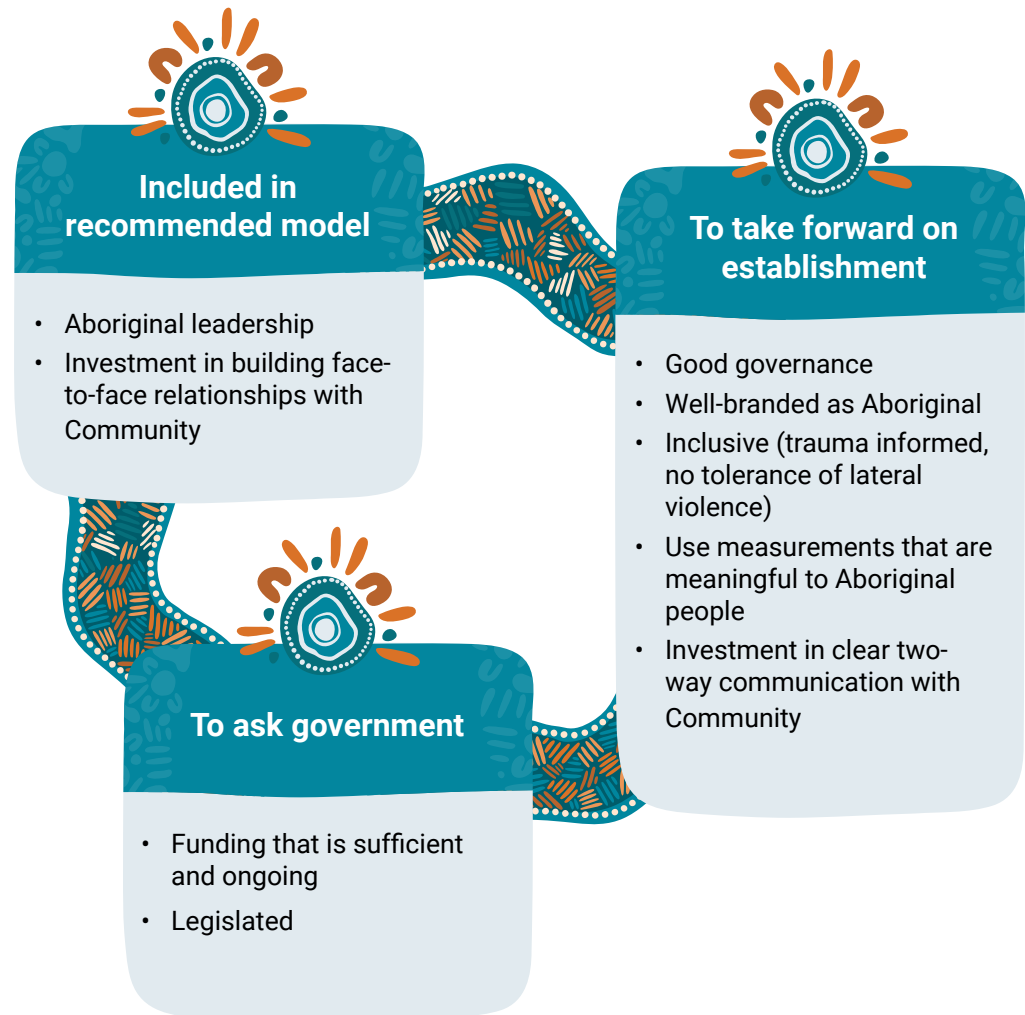 Included in
recommended model
• Aboriginal leadership
• Investment in building face-
to-face relationships with
Community
To take forward on
establishment
• Good governance
• Well-branded as Aboriginal
• Inclusive (trauma informed,
no tolerance of lateral
violence)
• Use measurements that are
meaningful to Aboriginal
people
• Investment in clear two-
way communication with
Community
To ask government
• Funding that is sufficient
and ongoing
• Legislated